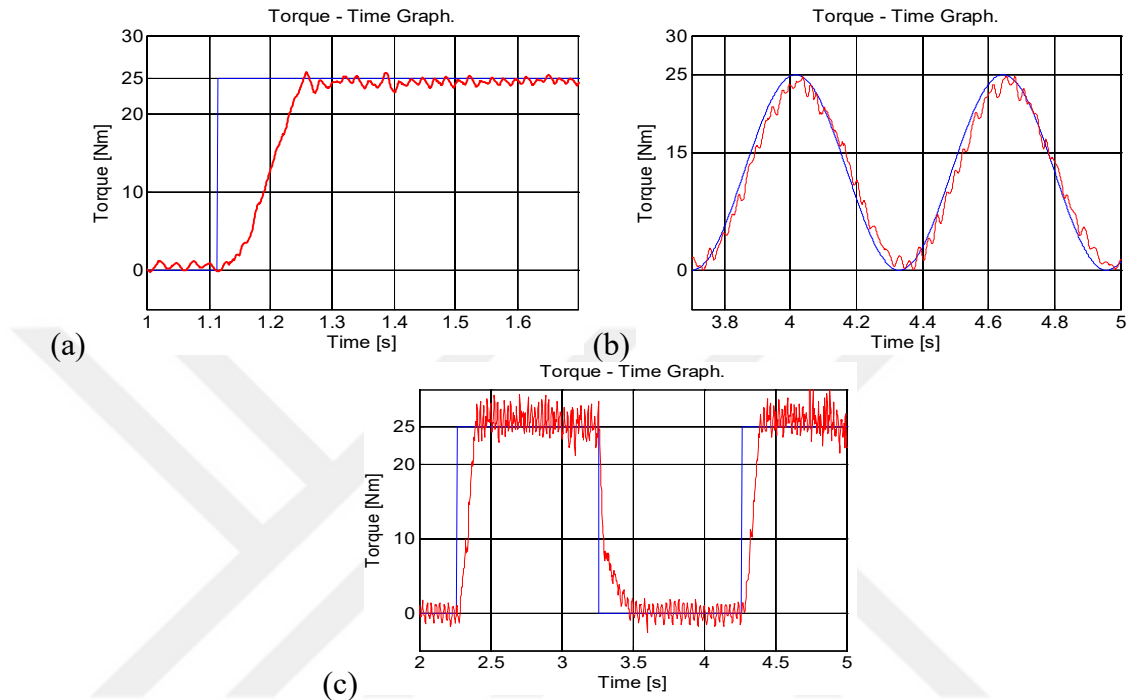 Torque - Time Graph.
30
25
20
10
0
Torque [Nm]
1
1.1
1.2
1.3
1.4
1.5
1.6
Time [s]
(a)
Torque - Time Graph.
30
25
15
0
Torque [Nm]
3.8
4
4.2
4.4
4.6
4.8
5
Time [s]
(b)
Torque - Time Graph.
25
20
10
0
Torque [Nm]
2
2.5
3
3.5
4
4.5
5
Time [s]
(c)